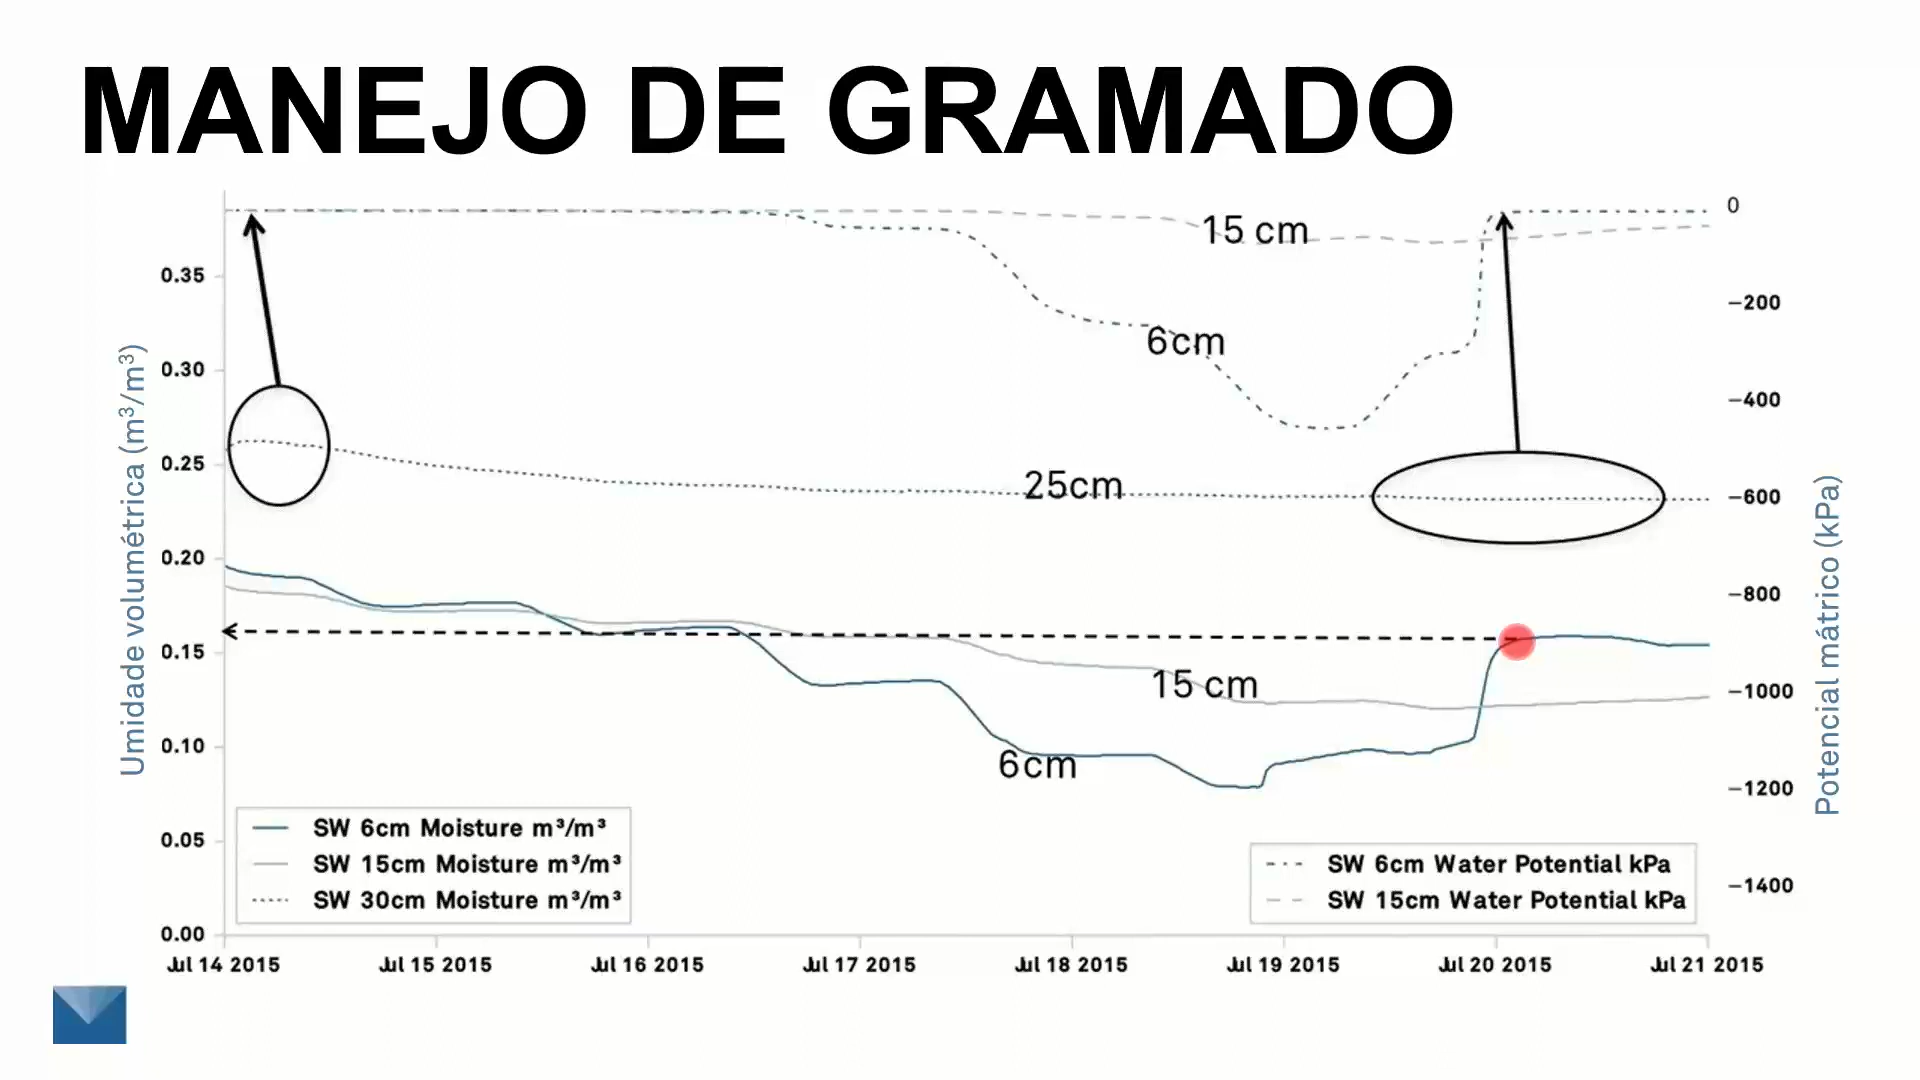 MANEJO DE GRAMADO
0
15 cm
0.35
−200
6cm
0.30
−400
0.25
25cm
−600
0.20
−800
0.15
15 cm
−1000
0.10
6cm
−1200
Umidade volumétrica (m³/m³)
Potencial mátrico (kPa)
0.05
−1400
0.00
SW 6cm Moisture m³/m³
SW 15cm Moisture m³/m³
SW 30cm Moisture m³/m³
SW 6cm Water Potential kPa
SW 15cm Water Potential kPa
Jul 14 2015 Jul 15 2015 Jul 16 2015 Jul 17 2015 Jul 18 2015 Jul 19 2015 Jul 20 2015 Jul 21 2015